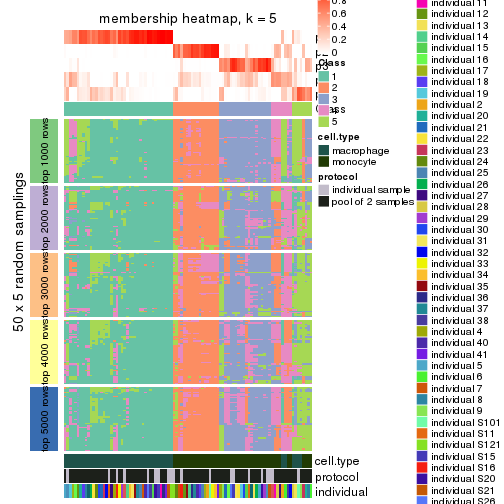 membership heatmap, k = 5
50 x 5 random samplings
top 1000 rows
top 2000 rows
top 3000 rows
top 4000 rows
top 5000 rows
cell.type
protocol
individual
0.8
0.6
0.4
0.2
0
Class
1
2
3
4
5
cell.type
macrophage
monocyte
protocol
individual sample
pool of 2 samples
individual 11
individual 12
individual 13
individual 14
individual 15
individual 16
individual 17
individual 18
individual 19
individual 2
individual 20
individual 21
individual 22
individual 23
individual 24
individual 25
individual 26
individual 27
individual 28
individual 29
individual 30
individual 31
individual 32
individual 33
individual 34
individual 35
individual 36
individual 37
individual 38
individual 4
individual 40
individual 41
individual 5
individual 6
individual 7
individual 8
individual 9
individual S101
individual S11
individual S121
individual S15
individual S16
individual S20
individual S21
individual S26